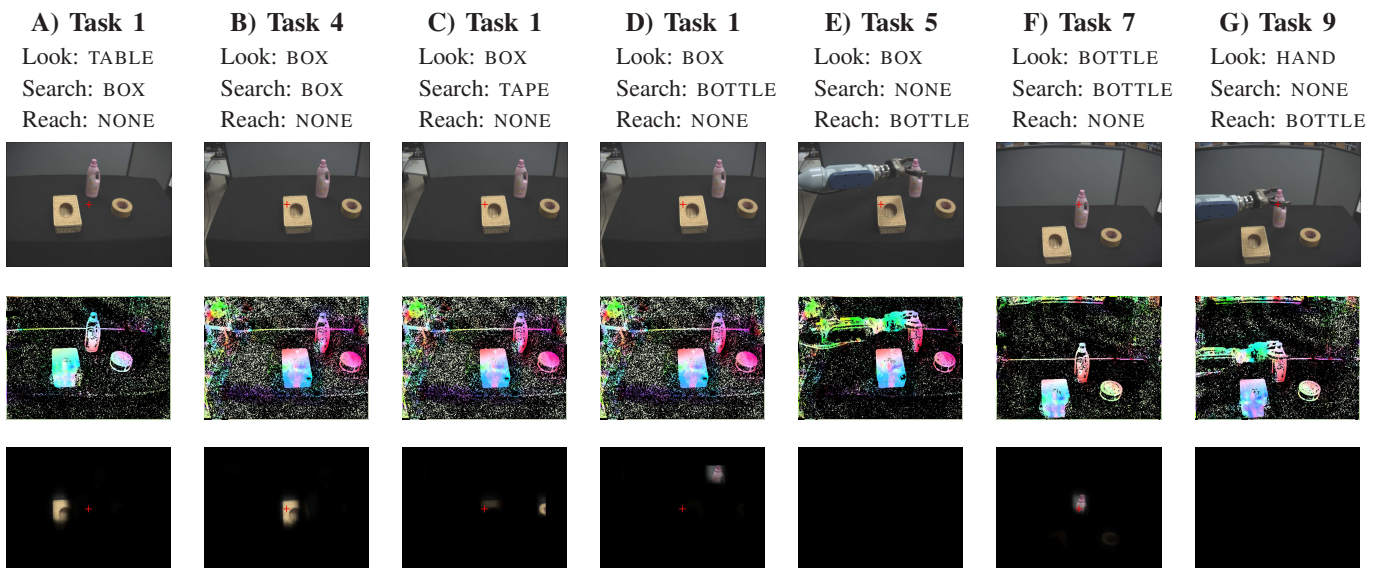 A) Task 1 B) Task 4 C) Task 1 D) Task 1 E) Task 5 F) Task 7 G) Task 9
Look: TABLE Look: BOX Look: BOX Look: BOX Look: BOX Look: BOTTLE Look: HAND
Search: BOX Search: BOX Search: TAPE Search: BOTTLE Search: NONE Search: BOTTLE Search: NONE
Reach: NONE Reach: NONE Reach: NONE Reach: NONE Reach: BOTTLE Reach: NONE Reach: BOTTLE